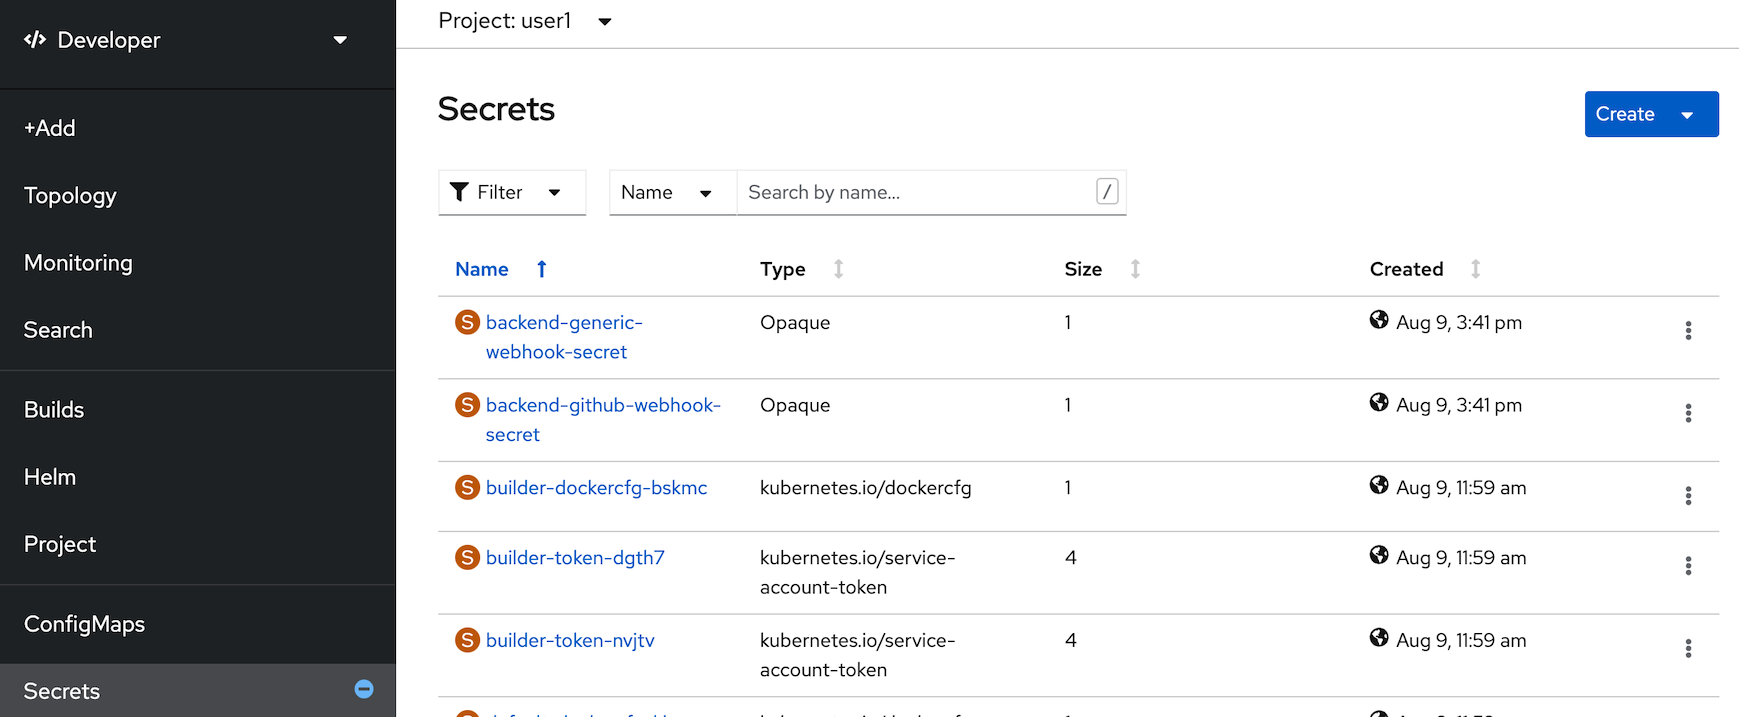 Developer
+Add
Topology
Monitoring
Search
Builds
Helm
Project
ConfigMaps
Secrets
Project: user1
Secrets
Create
Filter
Name
Search by name...
/
Name Type Size Created
S backend-generic- Opaque 1 Aug 9, 3:41 pm
webhook-secret
S backend-github-webhook- Opaque 1 Aug 9, 3:41 pm
secret
S builder-dockercfg-bskmc kubernetes.io/dockercfg 1 Aug 9, 11:59 am
S builder-token-dgth7 kubernetes.io/service- 4 Aug 9, 11:59 am
account-token
S builder-token-nvjtv kubernetes.io/service- 4 Aug 9, 11:59 am
account-token